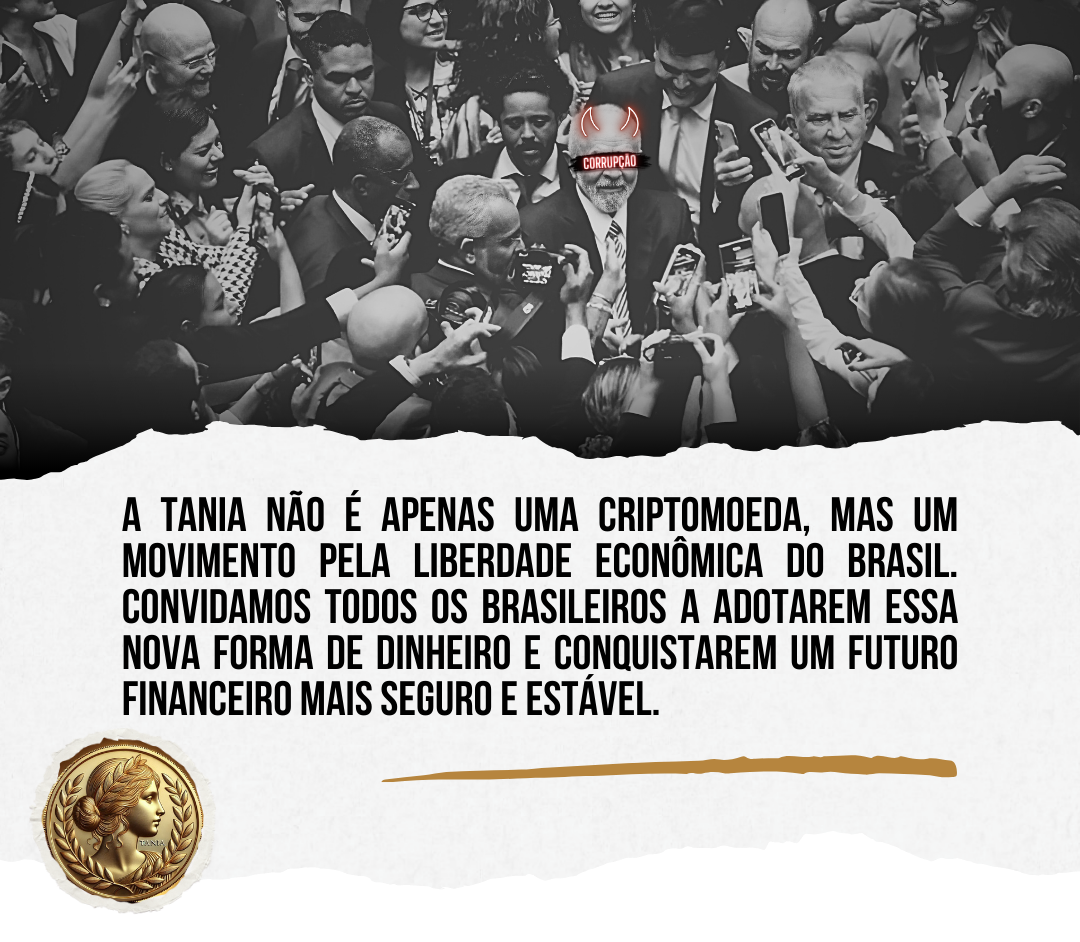 CORRUPÇÃO
A TANIA NÃO É APENAS UMA CRIPTOMOEDA, MAS UM
MOVIMENTO PELA LIBERDADE ECONÔMICA DO BRASIL.
CONVIDAMOS TODOS OS BRASILEIROS A ADOTAREM ESSA
NOVA FORMA DE DINHEIRO E CONQUISTAREM UM FUTURO
FINANCEIRO MAIS SEGURO E ESTÁVEL.
TANIA